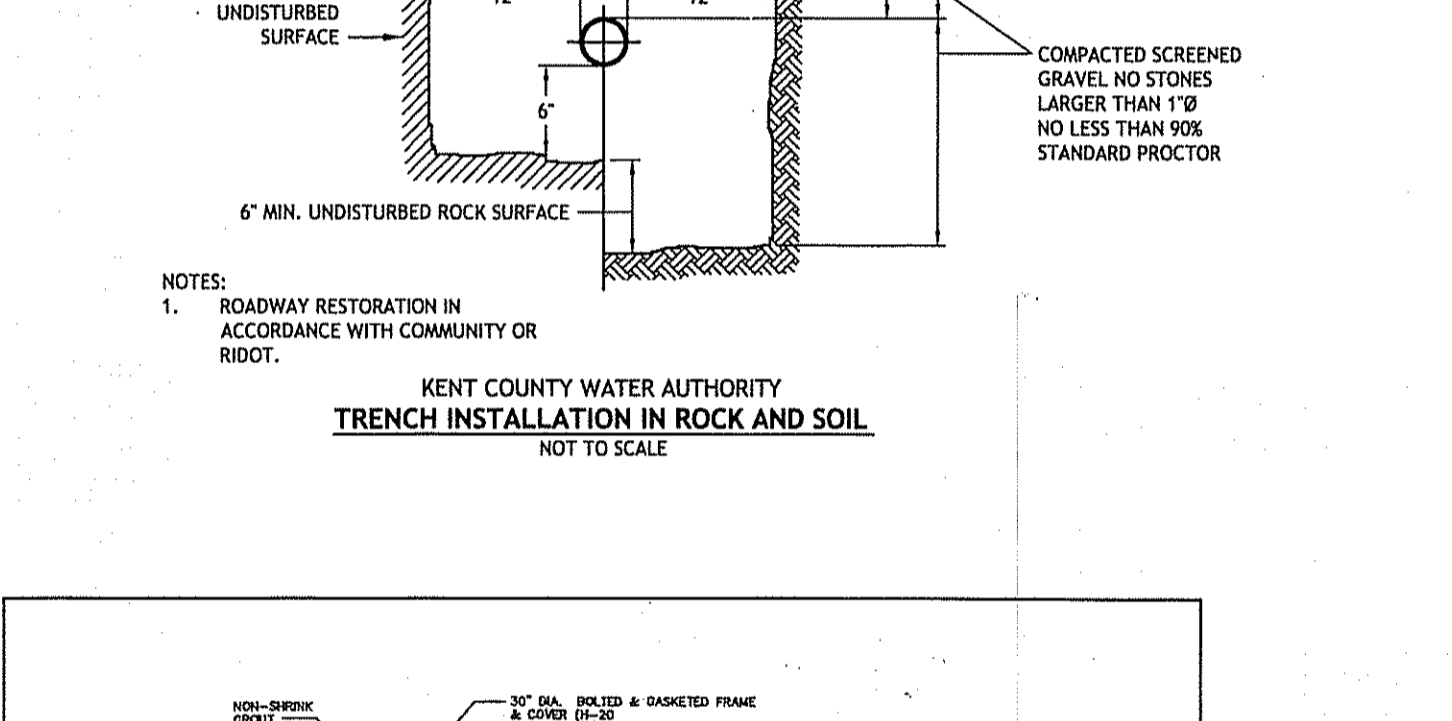 UNDISTURBED
SURFACE
6"
COMPACTED SCREENED
GRAVEL NO STONES
LARGER THAN 1"Ø
NO LESS THAN 90%
STANDARD PROCTOR
6" MIN. UNDISTURBED ROCK SURFACE
NOTES:
1. ROADWAY RESTORATION IN
ACCORDANCE WITH COMMUNITY OR
RIDOT.
KENT COUNTY WATER AUTHORITY
TRENCH INSTALLATION IN ROCK AND SOIL
NOT TO SCALE
NON-SHRINK
GROUT
30" DIA. BOLTED & GASKETED FRAME
& COVER (H-20